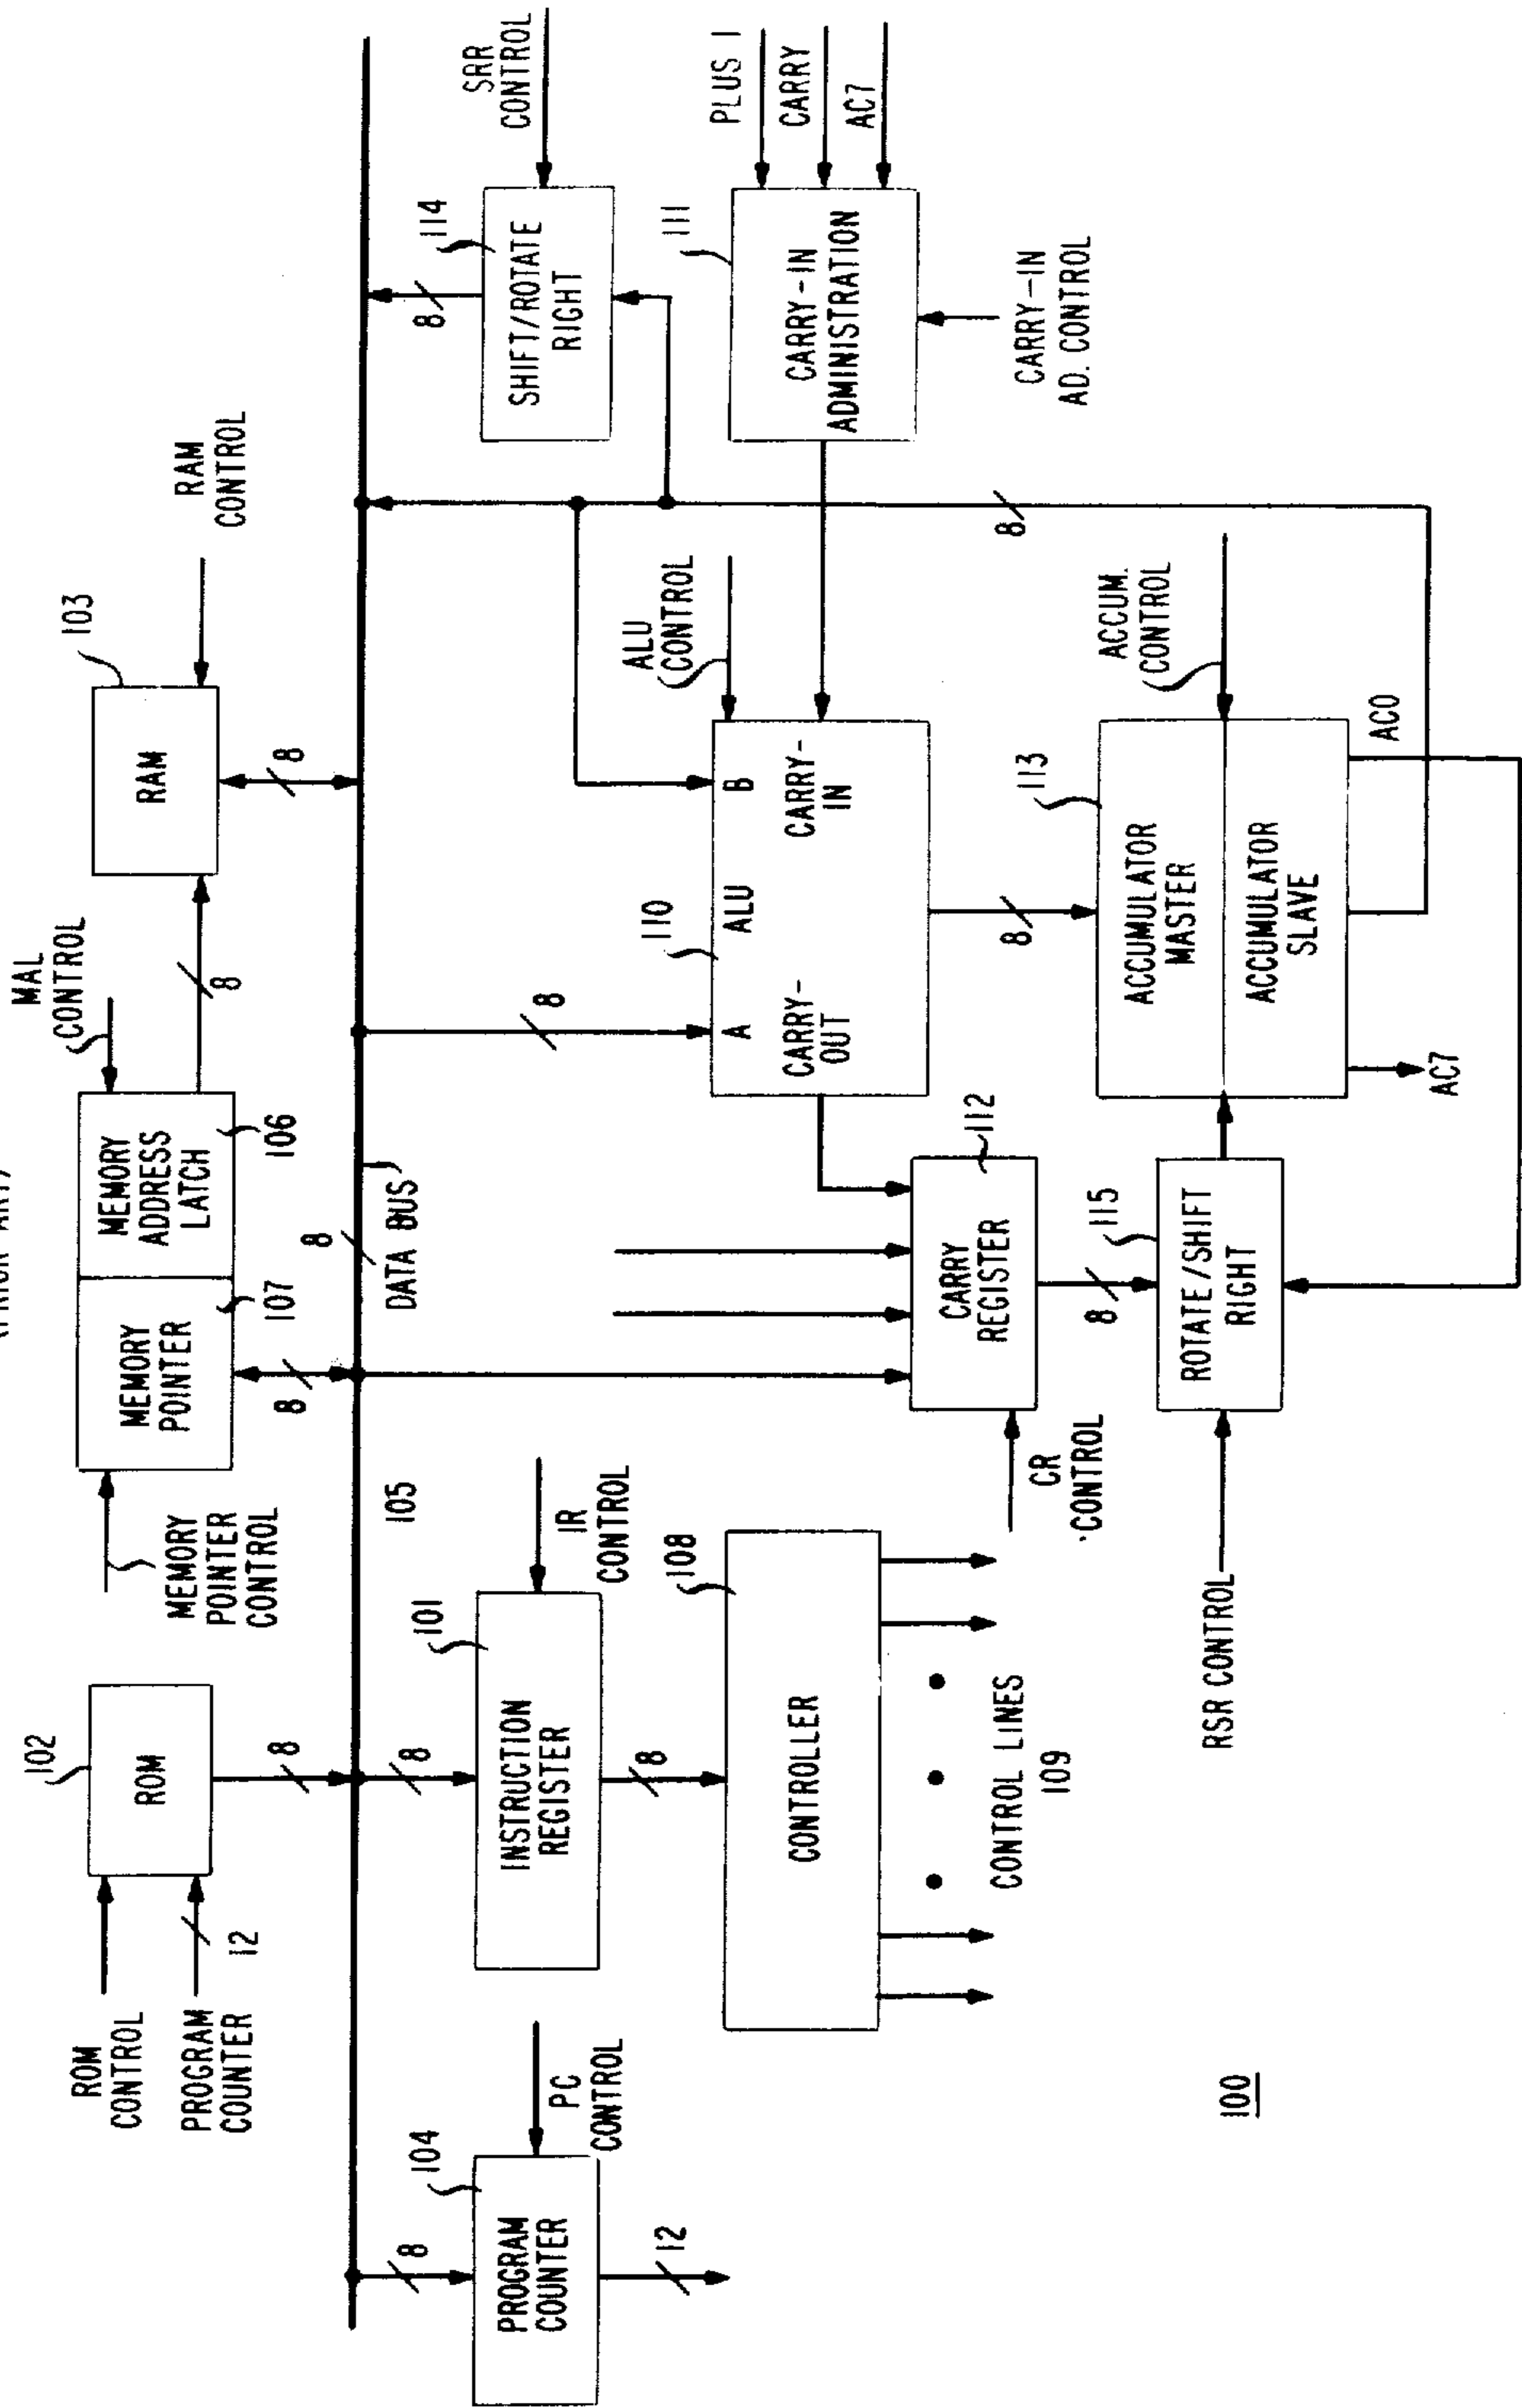 (PRIOR ART)
ROM
CONTROL
PROGRAM
COUNTER
12
102
ROM
8
MEMORY
POINTER
CONTROL
MEMORY
POINTER
107
8
MEMORY
ADDRESS
LATCH
106
MAL
CONTROL
8
103
RAM
8
RAM
CONTROL
105
8
DATA BUS
8
104
PROGRAM
COUNTER
PC
CONTROL
12
8
101
INSTRUCTION
REGISTER
IR
CONTROL
8
108
CONTROLLER
CONTROL LINES
109
8
110
A
ALU
B
CARRY-
OUT
CARRY-
IN
ALU
CONTROL
8
114
SHIFT/ROTATE
RIGHT
SRR
CONTROL
111
CARRY-IN
ADMINISTRATION
PLUS 1
CARRY
AC7
CARRY-IN
AD. CONTROL
8
112
CARRY
REGISTER
CR
CONTROL
8
115
ROTATE/SHIFT
RIGHT
RSR CONTROL
8
113
ACCUMULATOR
MASTER
ACCUMULATOR
SLAVE
ACCUM.
CONTROL
AC7
AC0
100